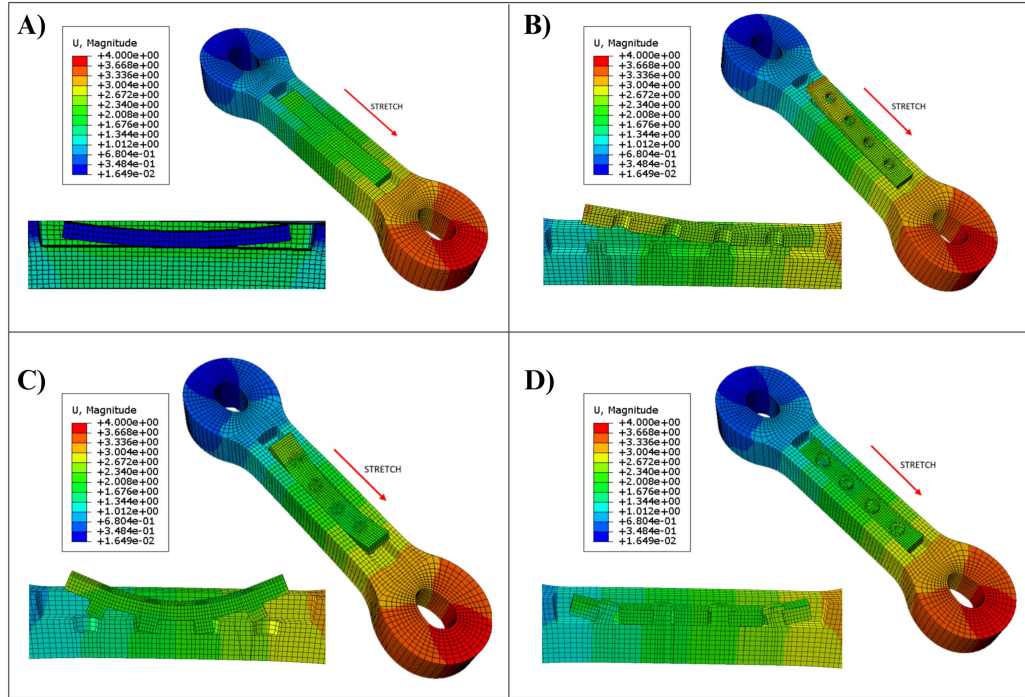 A)
U, Magnitude
+4.000e+00
+3.668e+00
+3.336e+00
+3.004e+00
+2.672e+00
+2.340e+00
+2.008e+00
+1.676e+00
+1.344e+00
+1.012e+00
+6.804e-01
+3.484e-01
+1.649e-02
STRETCH
B)
U, Magnitude
+4.000e+00
+3.668e+00
+3.336e+00
+3.004e+00
+2.672e+00
+2.340e+00
+2.008e+00
+1.676e+00
+1.344e+00
+1.012e+00
+6.804e-01
+3.484e-01
+1.649e-02
STRETCH
C)
U, Magnitude
+4.000e+00
+3.668e+00
+3.336e+00
+3.004e+00
+2.672e+00
+2.340e+00
+2.008e+00
+1.676e+00
+1.344e+00
+1.012e+00
+6.804e-01
+3.484e-01
+1.649e-02
STRETCH
D)
U, Magnitude
+4.000e+00
+3.668e+00
+3.336e+00
+3.004e+00
+2.672e+00
+2.340e+00
+2.008e+00
+1.676e+00
+1.344e+00
+1.012e+00
+6.804e-01
+3.484e-01
+1.649e-02
STRETCH